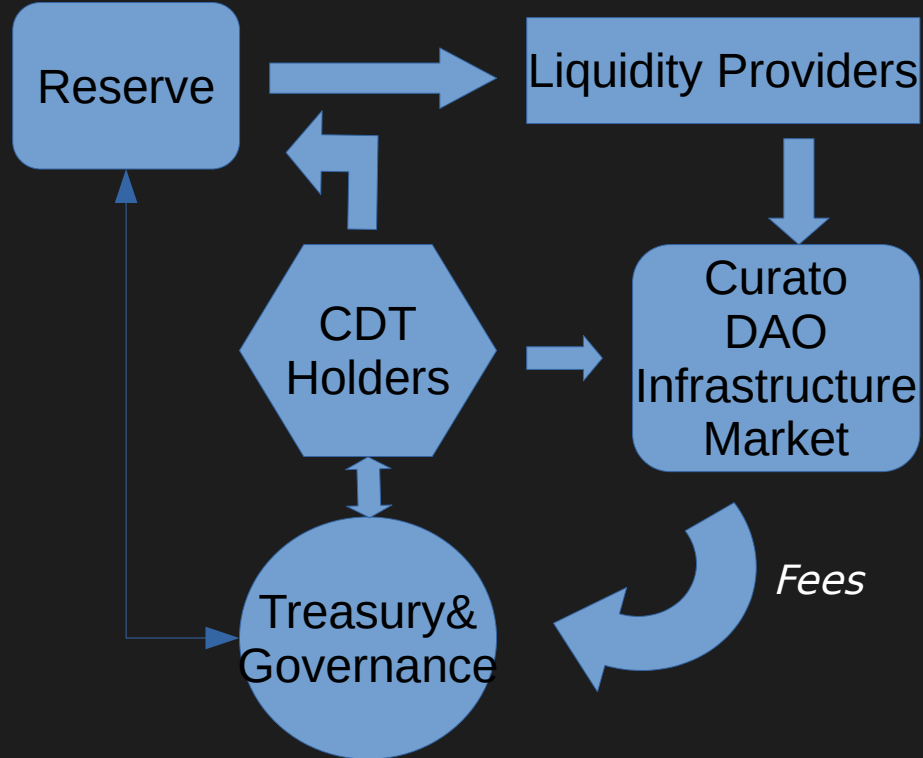 Reserve
Liquidity Providers
CDT
Holders
Curato
DAO
Infrastructure
Market
Fees
Treasury&
Governance